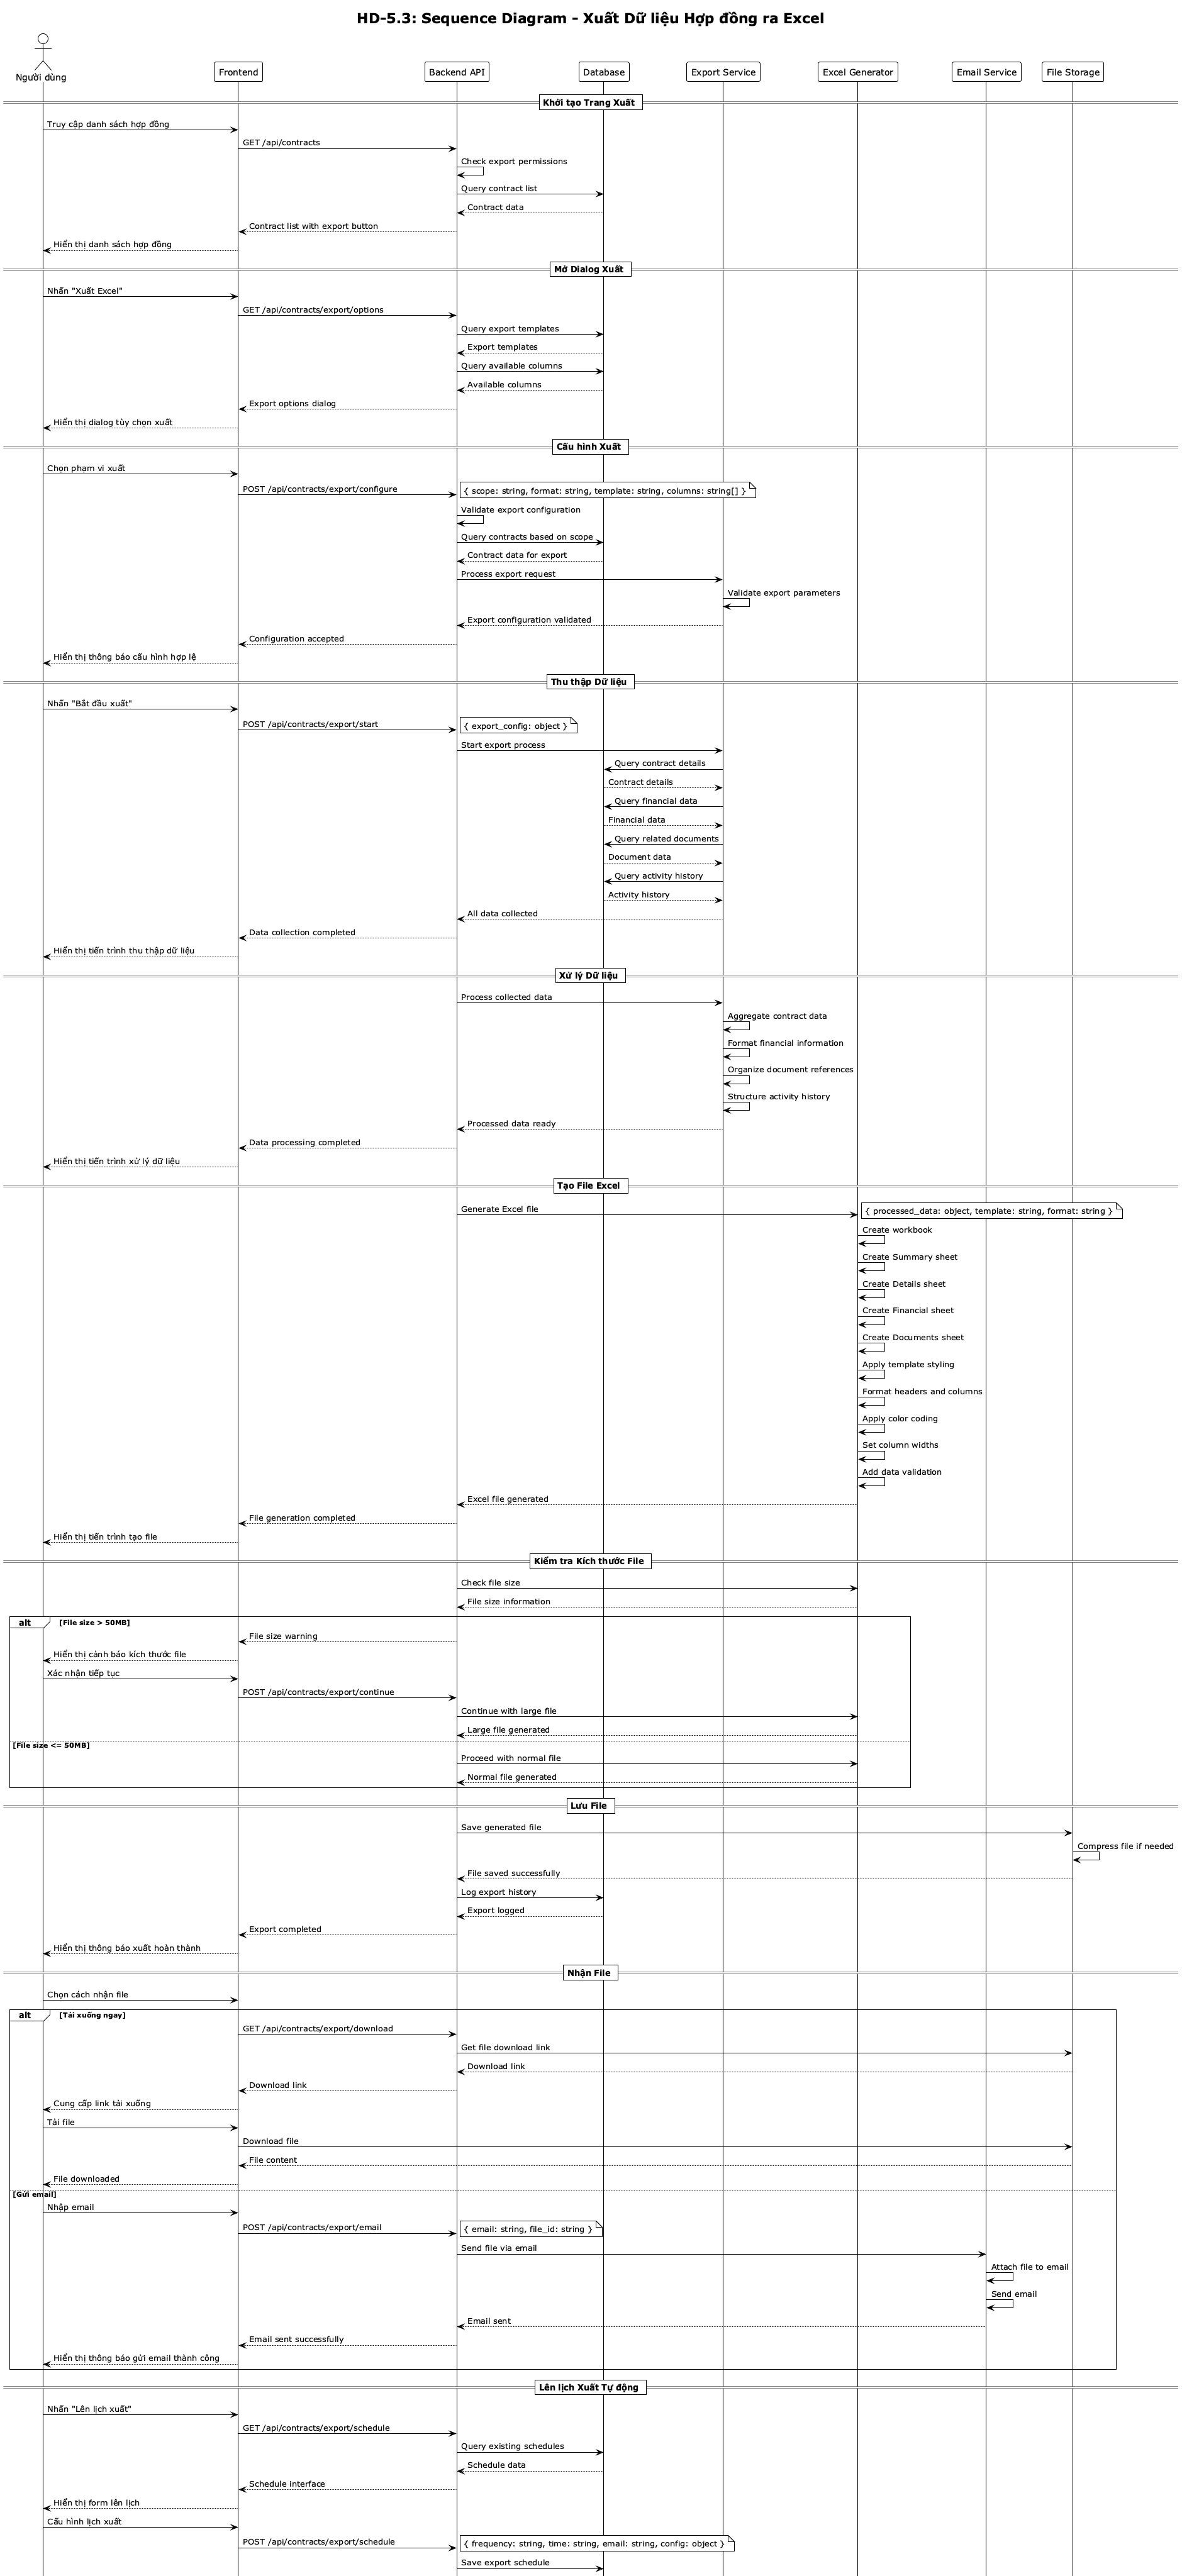 HD-5.3: Sequence Diagram - Xuất Dữ liệu Hợp đồng ra Excel
Người dùng
Frontend
Backend API
Database
Export Service
Excel Generator
Email Service
File Storage
Khởi tạo Trang Xuất
Truy cập danh sách hợp đồng
GET /api/contracts
Check export permissions
Query contract list
Contract data
Contract list with export button
Hiển thị danh sách hợp đồng
Mở Dialog Xuất
Nhấn "Xuất Excel"
GET /api/contracts/export/options
Query export templates
Export templates
Query available columns
Available columns
Export options dialog
Hiển thị dialog tùy chọn xuất
Cấu hình Xuất
Chọn phạm vi xuất
POST /api/contracts/export/configure
{ scope: string, format: string, template: string, columns: string[] }
Validate export configuration
Query contracts based on scope
Contract data for export
Process export request
Validate export parameters
Export configuration validated
Configuration accepted
Hiển thị thông báo cấu hình hợp lệ
Thu thập Dữ liệu
Nhấn "Bắt đầu xuất"
POST /api/contracts/export/start
{ export_config: object }
Start export process
Query contract details
Contract details
Query financial data
Financial data
Query related documents
Document data
Query activity history
Activity history
All data collected
Data collection completed
Hiển thị tiến trình thu thập dữ liệu
Xử lý Dữ liệu
Process collected data
Aggregate contract data
Format financial information
Organize document references
Structure activity history
Processed data ready
Data processing completed
Hiển thị tiến trình xử lý dữ liệu
Tạo File Excel
Generate Excel file
{ processed_data: object, template: string, format: string }
Create workbook
Create Summary sheet
Create Details sheet
Create Financial sheet
Create Documents sheet
Apply template styling
Format headers and columns
Apply color coding
Set column widths
Add data validation
Excel file generated
File generation completed
Hiển thị tiến trình tạo file
Kiểm tra Kích thước File
Check file size
File size information
alt
[File size > 50MB]
File size warning
Hiển thị cảnh báo kích thước file
Xác nhận tiếp tục
POST /api/contracts/export/continue
Continue with large file
Large file generated
[File size <= 50MB]
Proceed with normal file
Normal file generated
Lưu File
Save generated file
Compress file if needed
File saved successfully
Log export history
Export logged
Export completed
Hiển thị thông báo xuất hoàn thành
Nhận File
Chọn cách nhận file
alt
[Tải xuống ngay]
GET /api/contracts/export/download
Get file download link
Download link
Download link
Cung cấp link tải xuống
Tải file
Download file
File content
File downloaded
[Gửi email]
Nhập email
POST /api/contracts/export/email
{ email: string, file_id: string }
Send file via email
Attach file to email
Send email
Email sent
Email sent successfully
Hiển thị thông báo gửi email thành công
Lên lịch Xuất Tự động
Nhấn "Lên lịch xuất"
GET /api/contracts/export/schedule
Query existing schedules
Schedule data
Schedule interface
Hiển thị form lên lịch
Cấu hình lịch xuất
POST /api/contracts/export/schedule
{ frequency: string, time: string, email: string, config: object }
Save export schedule